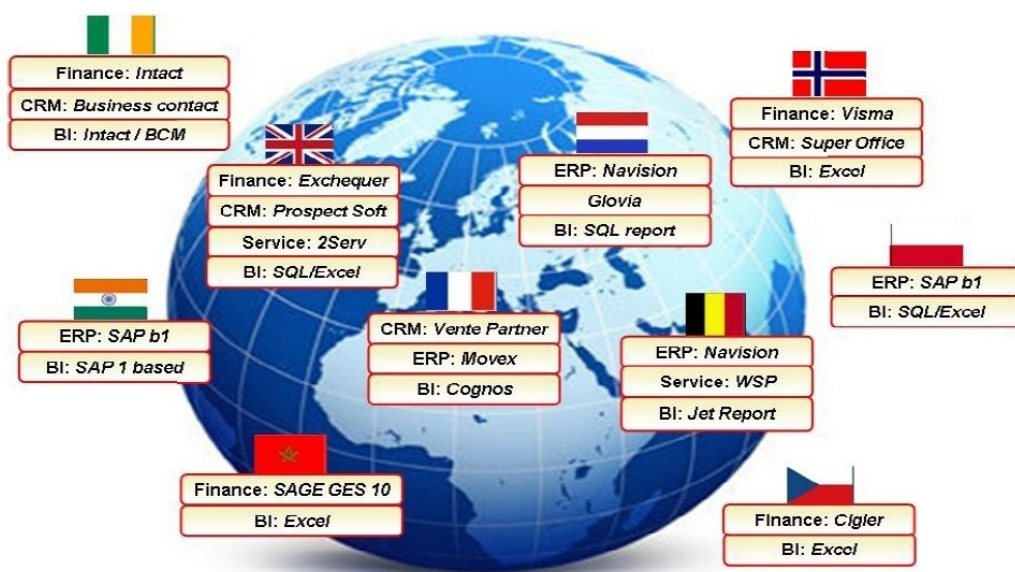 Finance: Intact
CRM: Business contact
BI: Intact / BCM
Finance: Exchequer
CRM: Prospect Soft
Service: 2Serv
BI: SQL/Excel
ERP: Navision
Glovia
BI: SQL report
Finance: Visma
CRM: Super Office
BI: Excel
ERP: SAP b1
BI: SQL/Excel
ERP: SAP b1
BI: SAP 1 based
CRM: Vente Partner
ERP: Movex
BI: Cognos
ERP: Navision
Service: WSP
BI: Jet Report
Finance: SAGE GES 10
BI: Excel
Finance: Cigler
BI: Excel